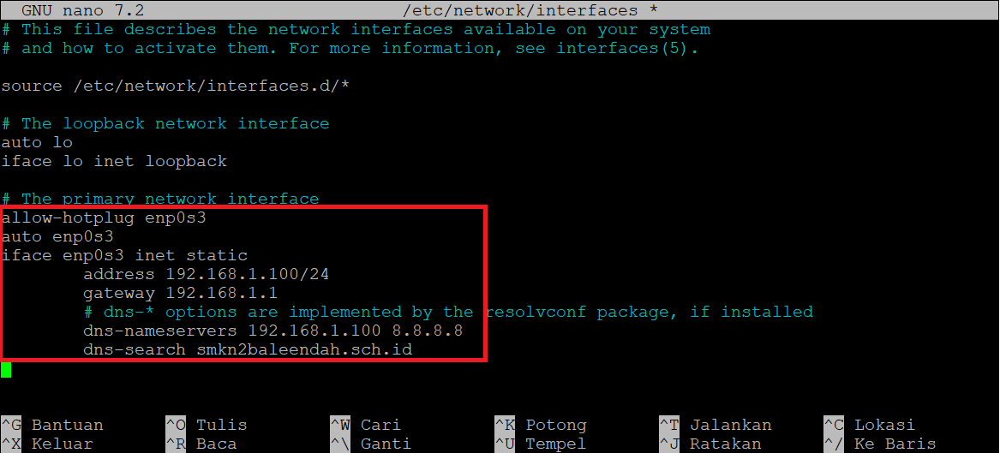 GNU nano 7.2 /etc/network/interfaces *
# This file describes the network interfaces available on your system
# and how to activate them. For more information, see interfaces(5).
source /etc/network/interfaces.d/*
# The loopback network interface
auto lo
iface lo inet loopback
# The primary network interface
allow-hotplug enp0s3
auto enp0s3
iface enp0s3 inet static
address 192.168.1.100/24
gateway 192.168.1.1
# dns-* options are implemented by the resolvconf package, if installed
dns-nameservers 192.168.1.100 8.8.8.8
dns-search smkn2baleendah.sch.id
^G Bantuan ^O Tulis ^W Cari ^K Potong ^T Jalankan ^C Lokasi
^X Keluar ^R Baca ^\ Ganti ^U Tempel ^J Ratakan ^/ Ke Baris